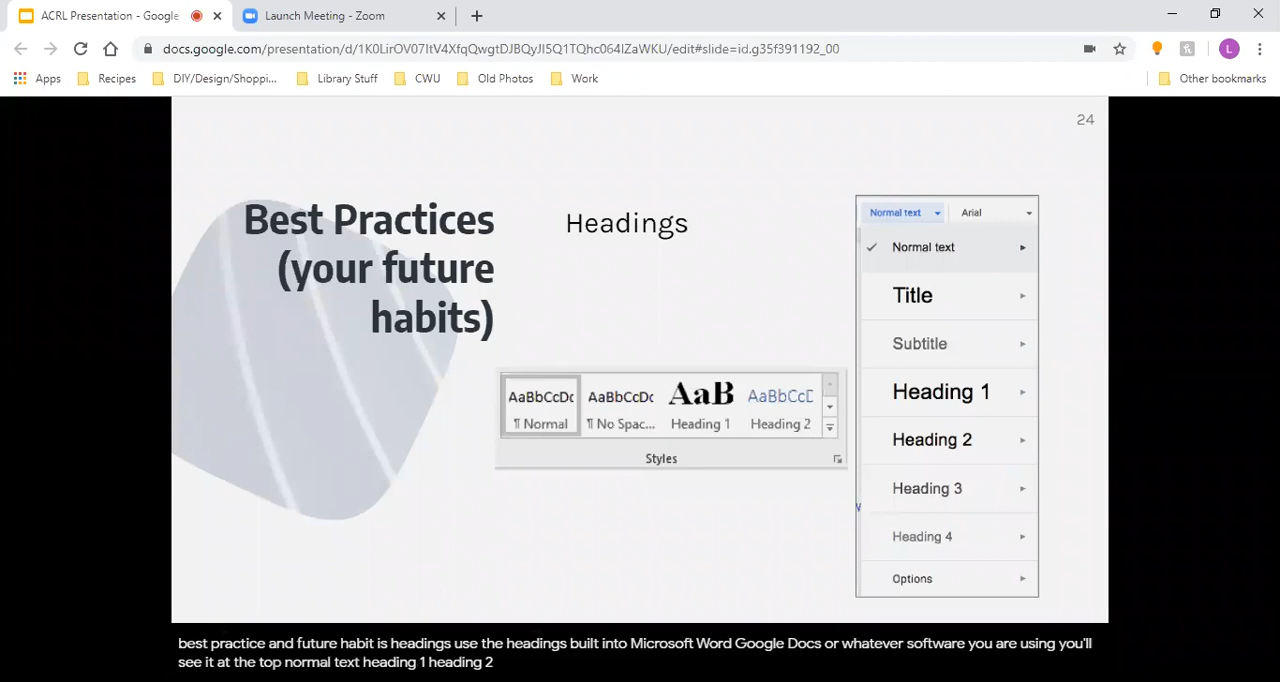 ACRL Presentation - Google
Launch Meeting - Zoom
docs.google.com/presentation/d/1K0LirOV07ItV4XfqQwgtDJBQyJI5Q1TQhc064lZaWKU/edit#slide=id.g35f391192_00
L
Apps
Recipes
DIY/Design/Shoppi...
Library Stuff
CWU
Old Photos
Work
Other bookmarks
24
Best Practices
(your future
habits)
Headings
AaBbCcDc
AaBbCcDc
AaB
AaBbCcD
¶ Normal
¶ No Spac...
Heading 1
Heading 2
Styles
Normal text
Arial
Normal text
Title
Subtitle
Heading 1
Heading 2
Heading 3
Heading 4
Options
best practice and future habit is headings use the headings built into Microsoft Word Google Docs or whatever software you are using you'll
see it at the top normal text heading 1 heading 2